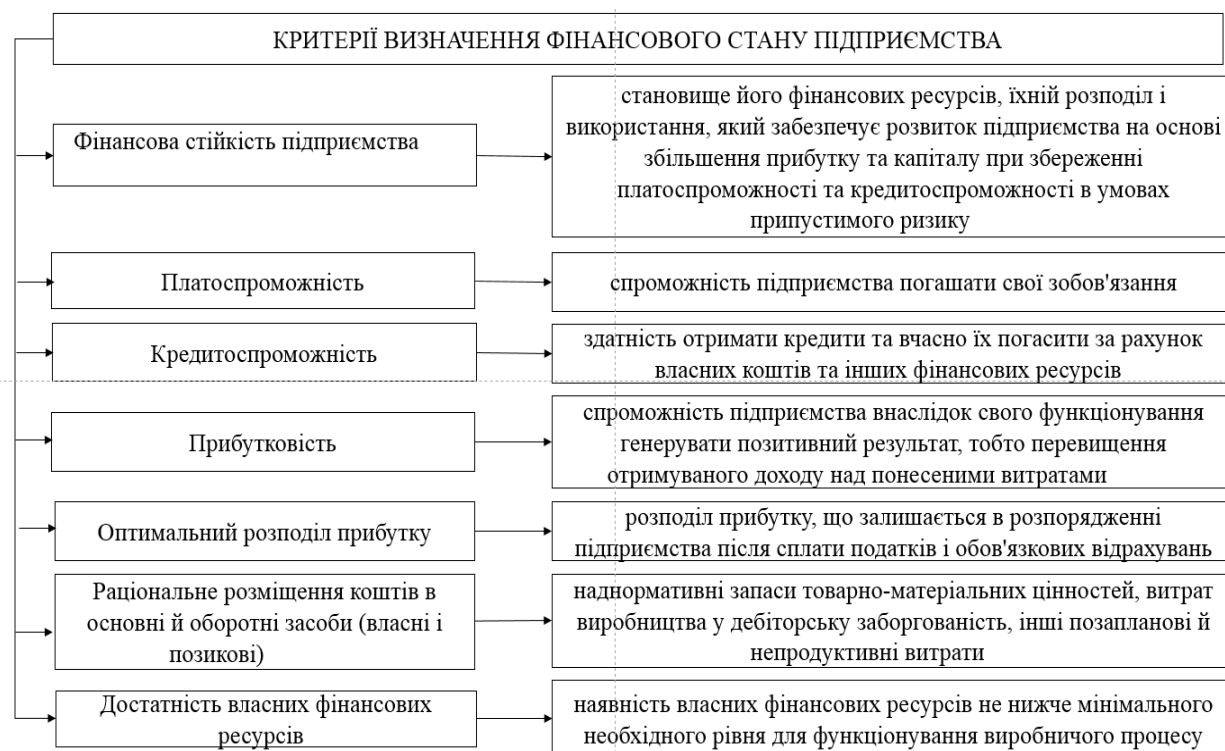 КРИТЕРІЇ ВИЗНАЧЕННЯ ФІНАНСОВОГО СТАНУ ПІДПРИЄМСТВА
Фінансова стійкість підприємства
становище його фінансових ресурсів, їхній розподіл і
використання, який забезпечує розвиток підприємства на основі
збільшення прибутку та капіталу при збереженні
платоспроможності та кредитоспроможності в умовах
припустимого ризику
Платоспроможність
спроможність підприємства погашати свої зобов'язання
Кредитоспроможність
здатність отримати кредити та вчасно їх погасити за рахунок
власних коштів та інших фінансових ресурсів
Прибутковість
спроможність підприємства внаслідок свого функціонування
генерувати позитивний результат, тобто перевищення
отримуваного доходу над понесеними витратами
Оптимальний розподіл прибутку
розподіл прибутку, що залишається в розпорядженні
підприємства після сплати податків і обов'язкових відрахувань
Раціональне розміщення коштів в
основні й оборотні засоби (власні і
позикові)
наднормативні запаси товарно-матеріальних цінностей, витрат
виробництва у дебіторську заборгованість, інші позапланові й
непродуктивні витрати
Достатність власних фінансових
ресурсів
наявність власних фінансових ресурсів не нижче мінімального
необхідного рівня для функціонування виробничого процесу